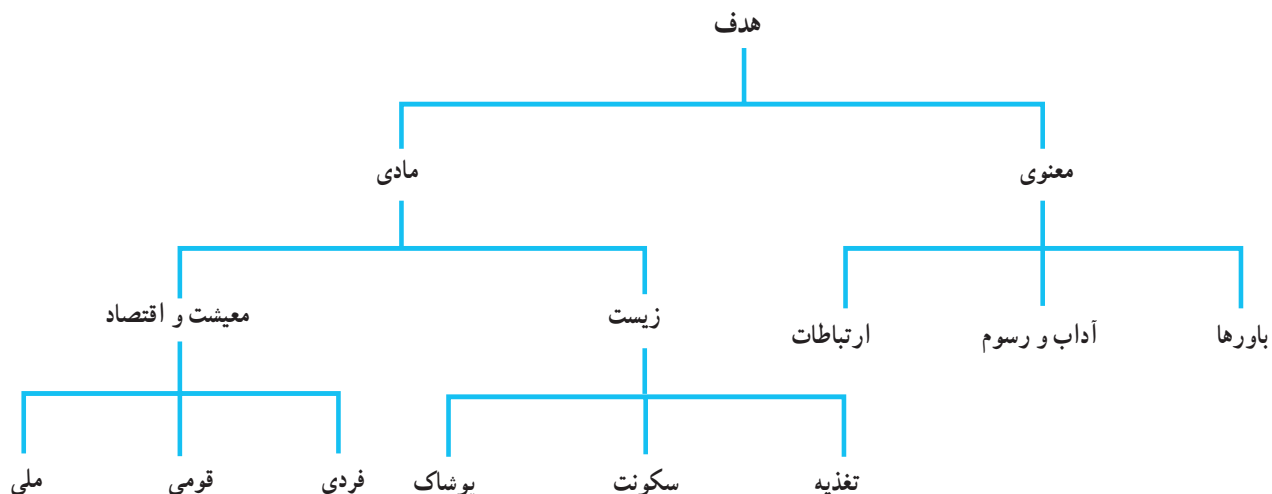 هدف
معنوی
مادی
باورها
آداب و رسوم
ارتباطات
زیست
معیشت و اقتصاد
تغذیه
سکونت
پوشاک
فردی
قومی
ملی